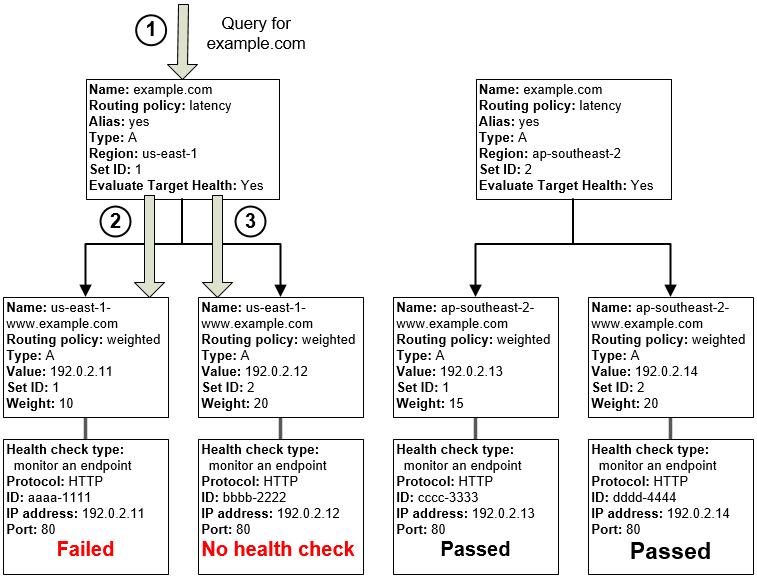 1
Query for
example.com
Name: example.com
Routing policy: latency
Alias: yes
Type: A
Region: us-east-1
Set ID: 1
Evaluate Target Health: Yes
Name: example.com
Routing policy: latency
Alias: yes
Type: A
Region: ap-southeast-2
Set ID: 2
Evaluate Target Health: Yes
2
3
Name: us-east-1-
www.example.com
Routing policy: weighted
Type: A
Value: 192.0.2.11
Set ID: 1
Weight: 10
Name: us-east-1-
www.example.com
Routing policy: weighted
Type: A
Value: 192.0.2.12
Set ID: 2
Weight: 20
Name: ap-southeast-2-
www.example.com
Routing policy: weighted
Type: A
Value: 192.0.2.13
Set ID: 1
Weight: 15
Name: ap-southeast-2-
www.example.com
Routing policy: weighted
Type: A
Value: 192.0.2.14
Set ID: 2
Weight: 20
Health check type:
monitor an endpoint
Protocol: HTTP
ID: aaaa-1111
IP address: 192.0.2.11
Port: 80
Failed
Health check type:
monitor an endpoint
Protocol: HTTP
ID: bbbb-2222
IP address: 192.0.2.12
Port: 80
No health check
Health check type:
monitor an endpoint
Protocol: HTTP
ID: cccc-3333
IP address: 192.0.2.13
Port: 80
Passed
Health check type:
monitor an endpoint
Protocol: HTTP
ID: dddd-4444
IP address: 192.0.2.14
Port: 80
Passed